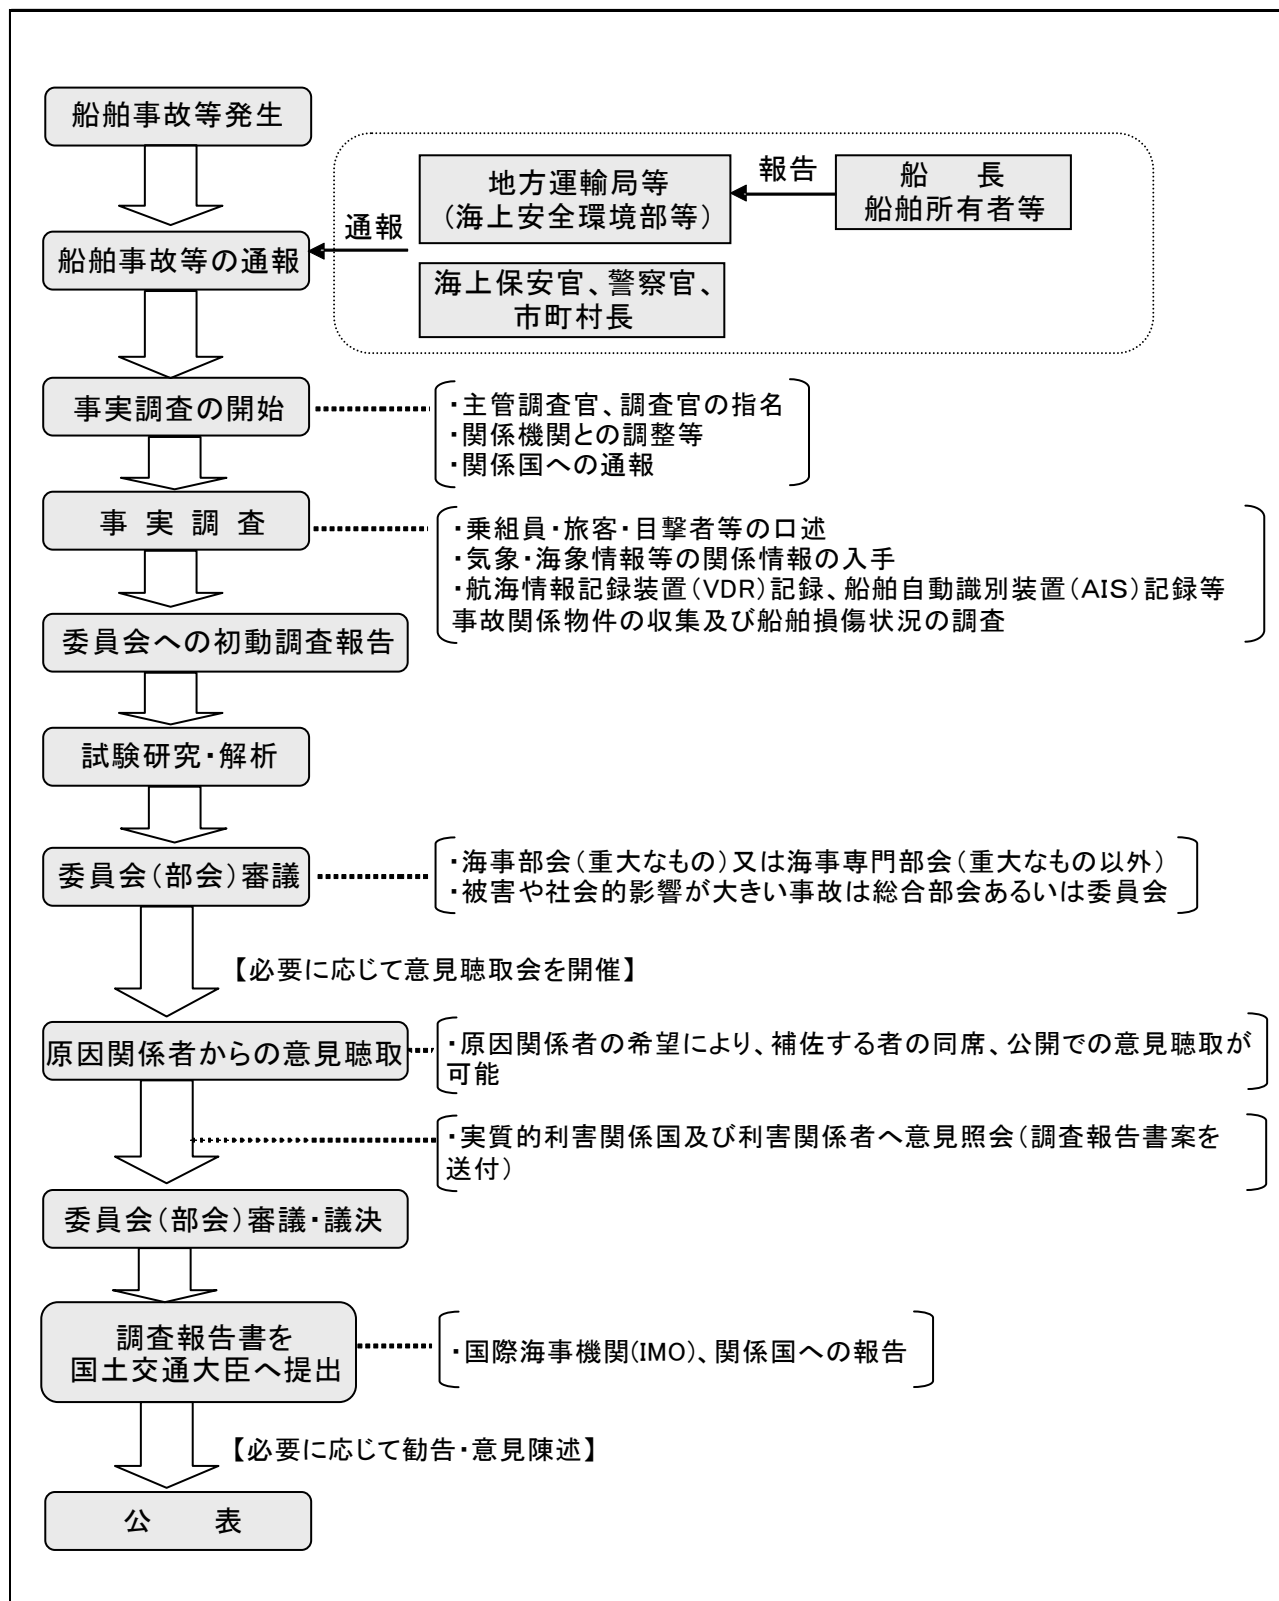 船舶事故等発生
地方運輸局等
（海上安全環境部等）
報告
船　長
船舶所有者等
通報
船舶事故等の通報
海上保安官、警察官、
市町村長
事実調査の開始
・主管調査官、調査官の指名
・関係機関との調整等
・関係国への通報
事 実 調 査
・乗組員・旅客・目撃者等の口述
・気象・海象情報等の関係情報の入手
・航海情報記録装置（VDR）記録、船舶自動識別装置（AIS）記録等
事故関係物件の収集及び船舶損傷状況の調査
委員会への初動調査報告
試験研究・解析
委員会（部会）審議
・海事部会（重大なもの）又は海事専門部会（重大なもの以外）
・被害や社会的影響が大きい事故は総合部会あるいは委員会
【必要に応じて意見聴取会を開催】
原因関係者からの意見聴取
・原因関係者の希望により、補佐する者の同席、公開での意見聴取が
可能
・実質的利害関係国及び利害関係者へ意見照会（調査報告書案を
送付）
委員会（部会）審議・議決
調査報告書を
国土交通大臣へ提出
・国際海事機関(IMO)、関係国への報告
【必要に応じて勧告・意見陳述】
公　表